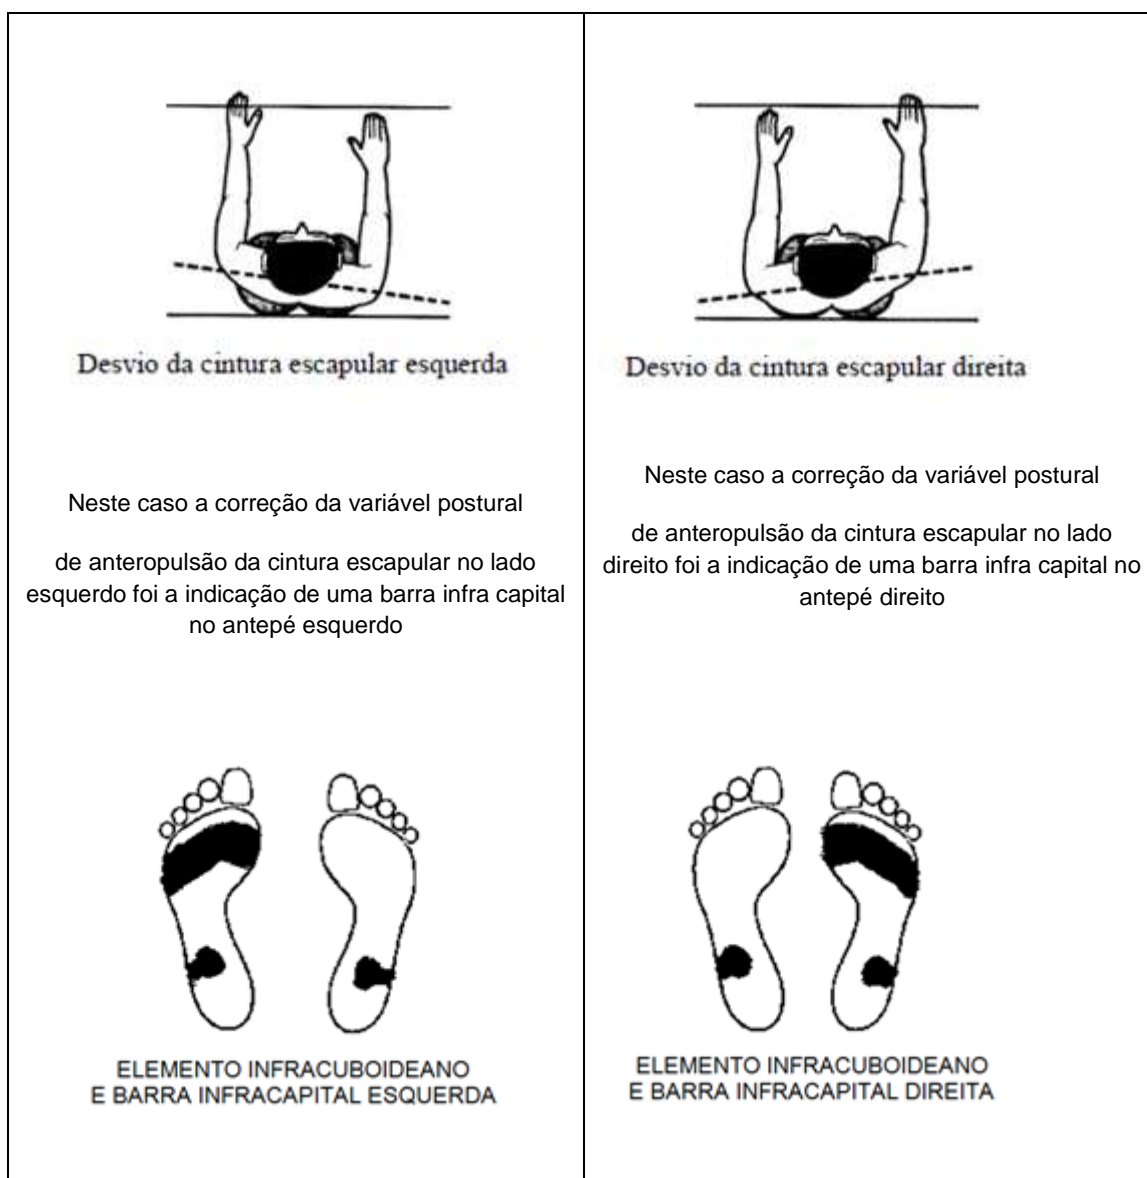 Desvio da cintura escapular esquerda
Neste caso a correção da variável postural
de anteropulsão da cintura escapular no lado
esquerdo foi a indicação de uma barra infra capital
no antepé esquerdo
ELEMENTO INFRACUBOIDEANO
E BARRA INFRACAPITAL ESQUERDA
Desvio da cintura escapular direita
Neste caso a correção da variável postural
de anteropulsão da cintura escapular no lado
direito foi a indicação de uma barra infra capital no
antepé direito
ELEMENTO INFRACUBOIDEANO
E BARRA INFRACAPITAL DIREITA